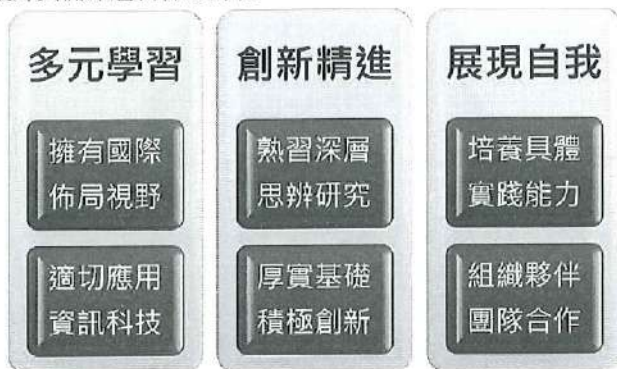 多元學習
擁有國際
佈局視野
適切應用
資訊科技
創新精進
熟習深層
思辨研究
厚實基礎
積極創新
展現自我
培養具體
實踐能力
組織夥伴
團隊合作